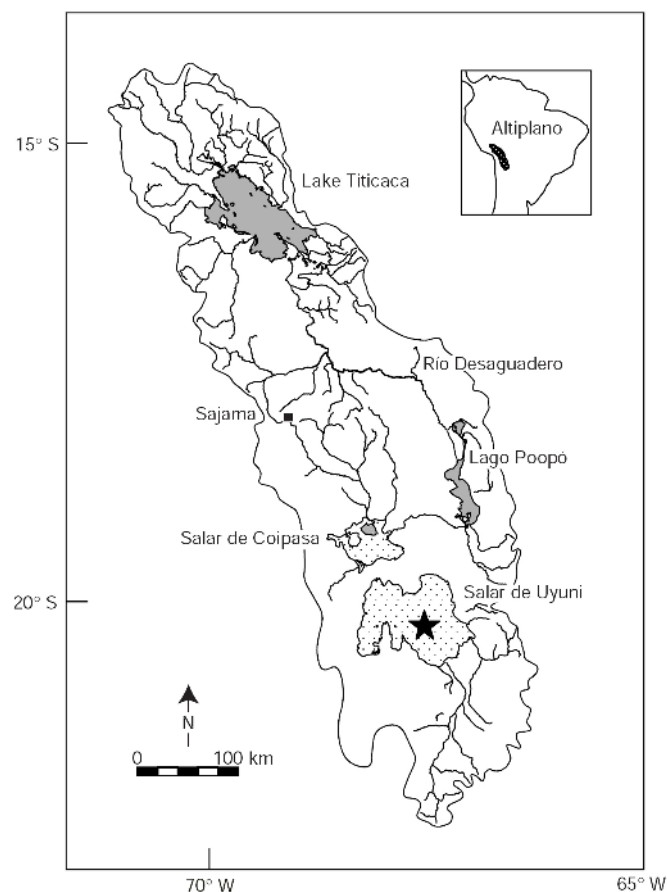 15° S
Altiplano
Lake Titicaca
Río Desaguadero
Sajama
Lago Poopó
Salar de Coipasa
Salar de Uyuni
20° S
N
0 100 km
70° W 65° W